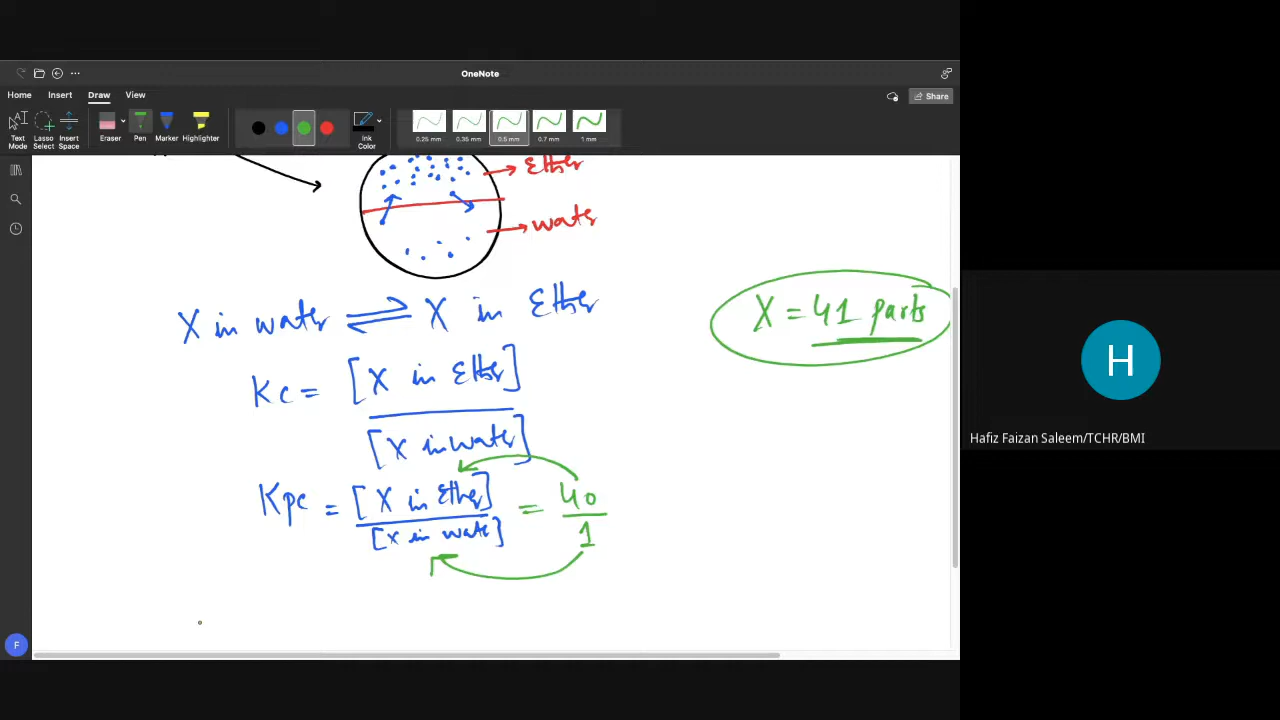 OneNote
Home Insert Draw View
Share
Text Mode
Lasso Select
Insert Space
Eraser
Pen
Marker
Highlighter
Ink Color
0.25 mm
0.35 mm
0.5 mm
0.7 mm
1 mm
Ether
water
X in water ⇌ X in Ether
X = 41 parts
Kc = [X in Ether]
[X in water]
Kpc = [X in Ether] = 40
[X in wate] 1
H
Hafiz Faizan Saleem/TCHR/BMI
F